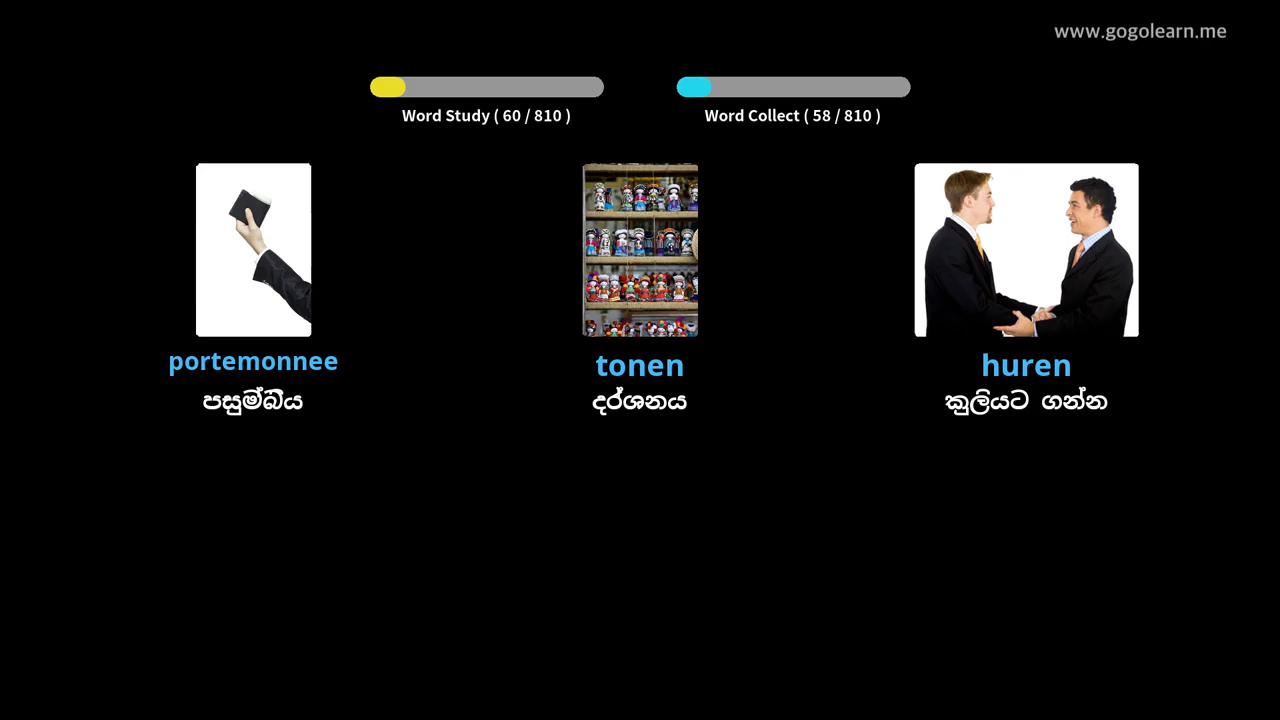 www.gogolearn.me
Word Study ( 60 / 810 )
Word Collect ( 58 / 810 )
portemonnee
tonen
huren
පසුම්බිය
දර්ශනය
කුලියට ගන්න